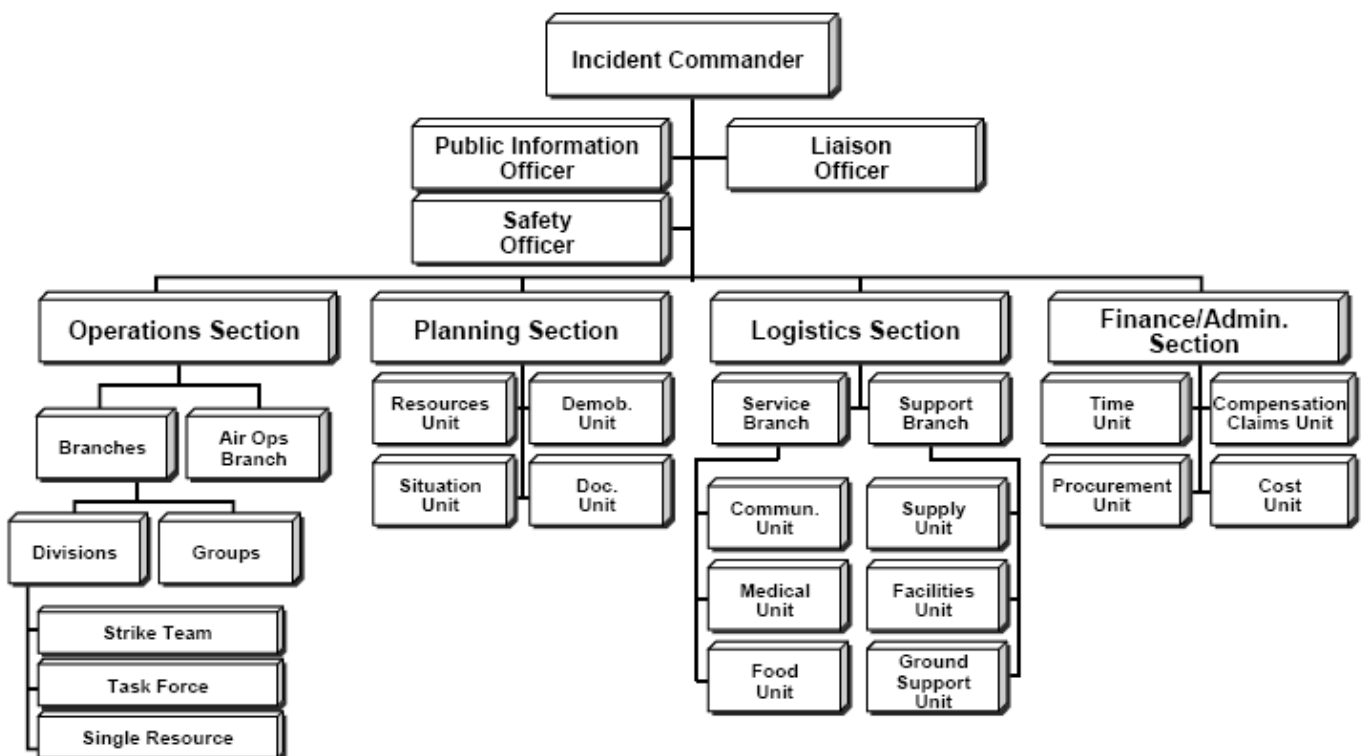 Incident Commander
Public Information
Officer
Liaison
Officer
Safety
Officer
Operations Section
Planning Section
Logistics Section
Finance/Admin.
Section
Branches
Air Ops
Branch
Resources
Unit
Demob.
Unit
Service
Branch
Support
Branch
Time
Unit
Compensation
Claims Unit
Situation
Unit
Doc.
Unit
Procurement
Unit
Cost
Unit
Divisions
Groups
Commun.
Unit
Supply
Unit
Medical
Unit
Facilities
Unit
Strike Team
Task Force
Single Resource
Food
Unit
Ground
Support
Unit